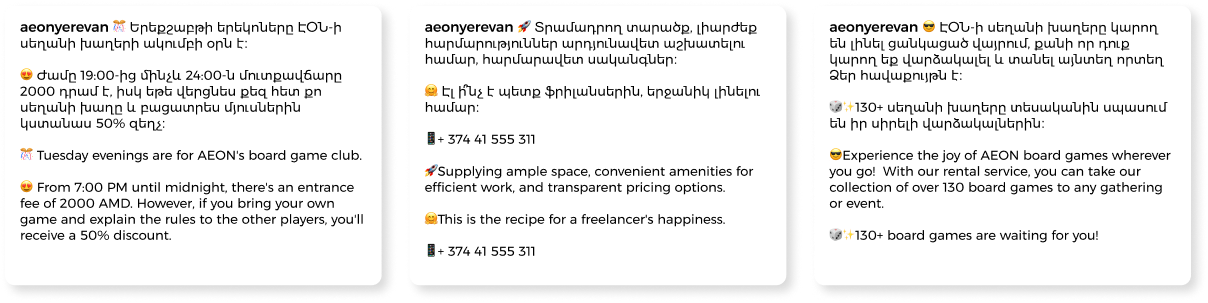 aeonyerevan 🎊 Երեքշաբթի երեկոները ԷՕՆ-ի
սեղանի խաղերի ակումբի օրն է:
😍 Ժամը 19:00-ից մինչև 24:00-ն մուտքավճարը
2000 դրամ է, իսկ եթե վերցնես քեզ հետ քո
սեղանի խաղը և բացատրես մյուսներին
կստանաս 50% զեղչ:
🎊 Tuesday evenings are for AEON's board game club.
😍 From 7:00 PM until midnight, there's an entrance
fee of 2000 AMD. However, if you bring your own
game and explain the rules to the other players, you'll
receive a 50% discount.
aeonyerevan 🚀 Տրամադրող տարածք, լիարժեք
հարմարություններ արդյունավետ աշխատելու
համար, հարմարավետ սակագներ:
🤗 Էլ ի՞նչ է պետք ֆրիլանսերին, երջանիկ լինելու
համար:
📱+ 374 41 555 311
🚀Supplying ample space, convenient amenities for
efficient work, and transparent pricing options.
🤗This is the recipe for a freelancer's happiness.
📱+ 374 41 555 311
aeonyerevan 😎 ԷՕՆ-ի սեղանի խաղերը կարող
են լինել ցանկացած վայրում, քանի որ դուք
կարող եք վարձակալել և տանել այնտեղ որտեղ
Ձեր հավաքույթն է:
🎲✨130+ սեղանի խաղերը տեսականին սպասում
են իր սիրելի վարձակալներին:
😎Experience the joy of AEON board games wherever
you go!  With our rental service, you can take our
collection of over 130 board games to any gathering
or event.
🎲✨130+ board games are waiting for you!